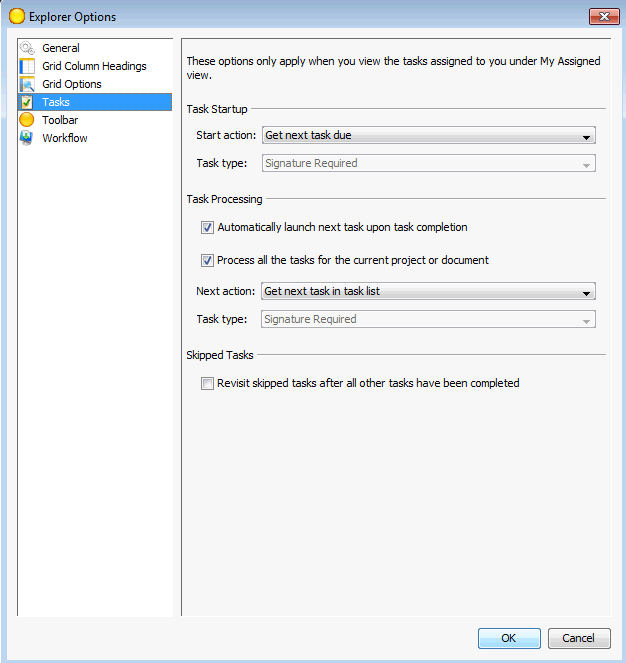 Explorer Options
General
Grid Column Headings
Grid Options
Tasks
Toolbar
Workflow
These options only apply when you view the tasks assigned to you under My Assigned
view.
Task Startup
Start action: Get next task due
Task type: Signature Required
Task Processing
Automatically launch next task upon task completion
Process all the tasks for the current project or document
Next action: Get next task in task list
Task type: Signature Required
Skipped Tasks
Revisit skipped tasks after all other tasks have been completed
OK Cancel